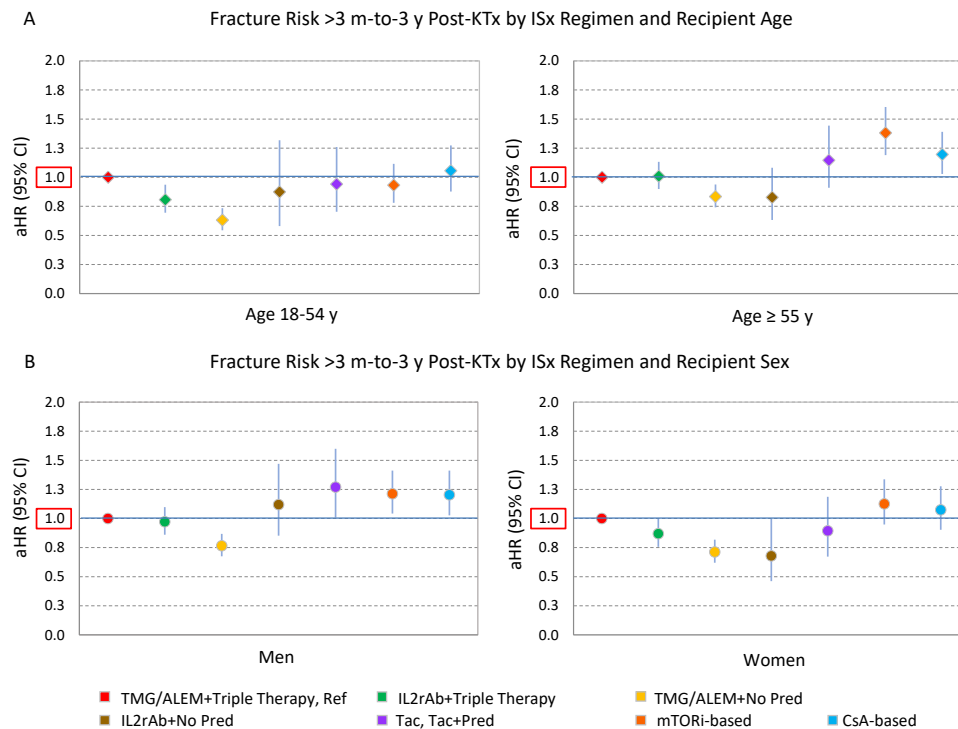 A
Fracture Risk >3 m-to-3 y Post-KTx by ISx Regimen and Recipient Age
aHR (95% CI)
2.0
1.8
1.5
1.3
1.0
0.8
0.5
0.3
0.0
Age 18-54 y
aHR (95% CI)
2.0
1.8
1.5
1.3
1.0
0.8
0.5
0.3
0.0
Age ≥ 55 y
B
Fracture Risk >3 m-to-3 y Post-KTx by ISx Regimen and Recipient Sex
aHR (95% CI)
2.0
1.8
1.5
1.3
1.0
0.8
0.5
0.3
0.0
Men
aHR (95% CI)
2.0
1.8
1.5
1.3
1.0
0.8
0.5
0.3
0.0
Women
TMG/ALEM+Triple Therapy, Ref IL2rAb+Triple Therapy TMG/ALEM+No Pred
IL2rAb+No Pred Tac, Tac+Pred mTORi-based CsA-based